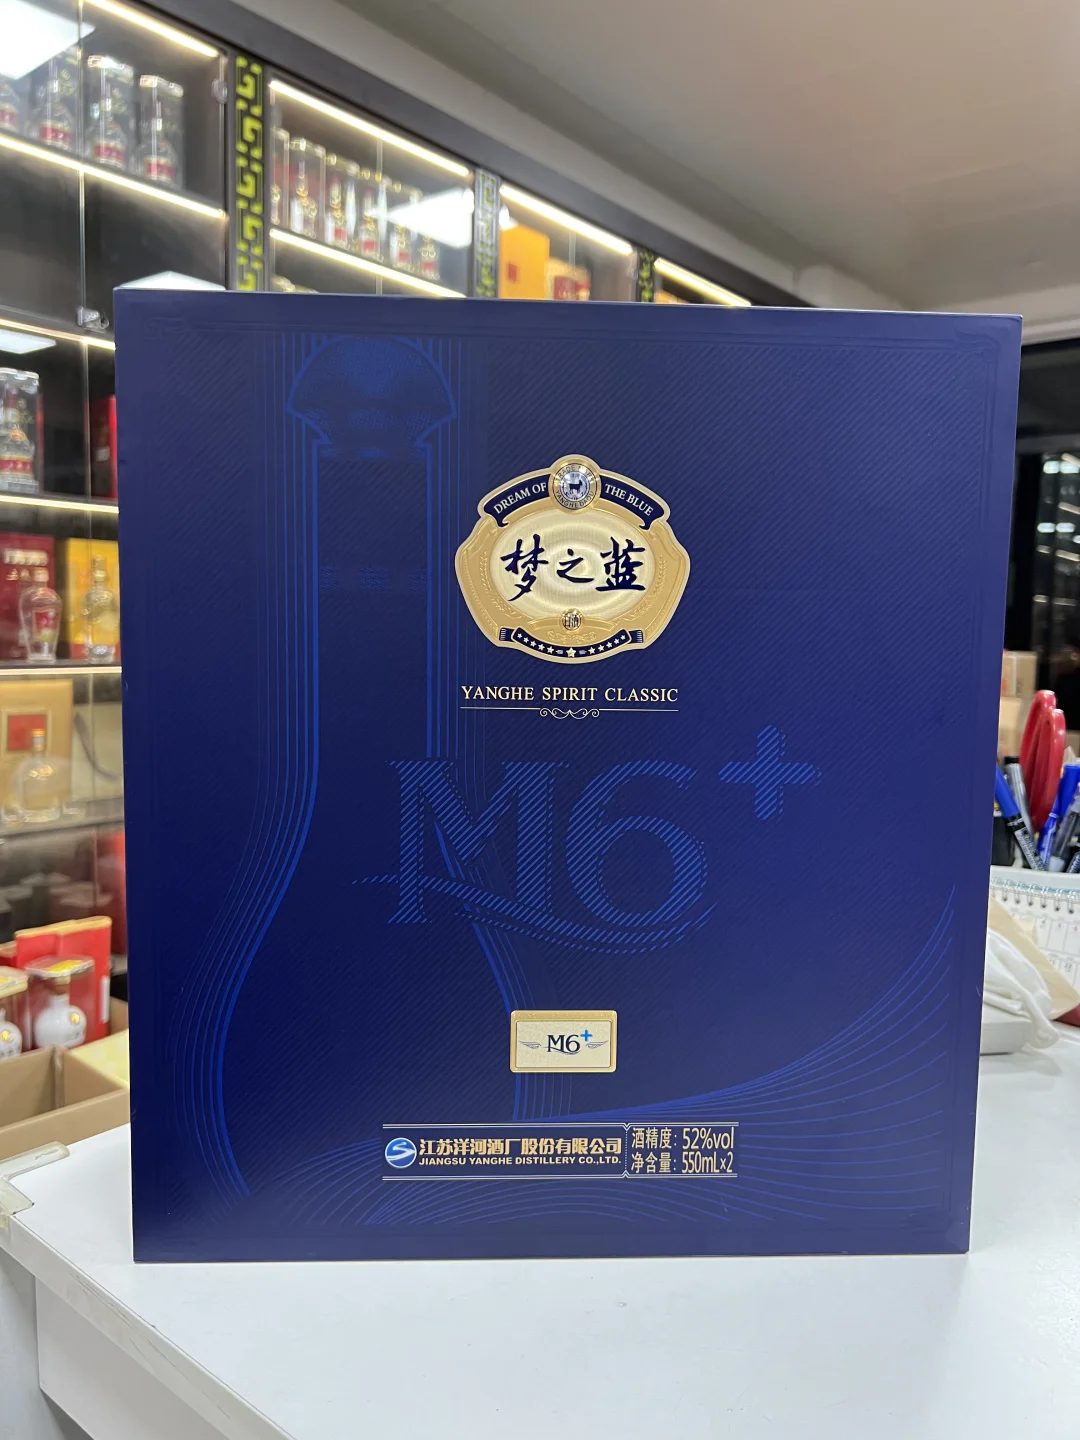 DREAM OF THE BLUE
梦之蓝
YANGHE SPIRIT CLASSIC
M6+
M6+
江苏洋河酒厂股份有限公司
JIANGSU YANGHE DISTILLERY CO.,LTD.
酒精度: 52%vol
净含量: 550mL×2